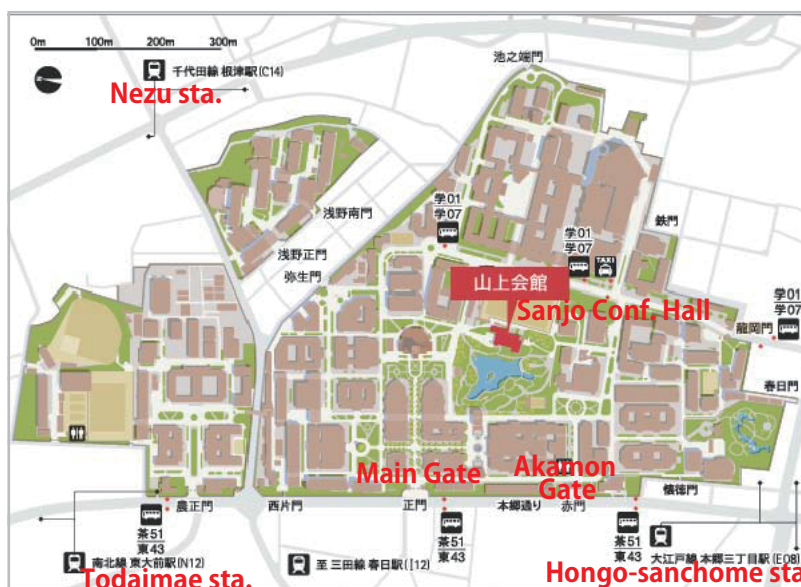 0m 100m 200m 300m
千代田線 根津駅(C14)
Nezu sta.
池之端門
浅野南門
浅野正門
弥生門
学01
学07
学01
学07
TAXI
鉄門
山上会館
Sanjo Conf. Hall
学01
学07
龍岡門
春日門
Main Gate
Akamon
Gate
農正門
西片門
正門
本郷通り
赤門
懐徳門
茶51
東43
茶51
東43
茶51
東43
南北線 東大前駅(N12)
至 三田線 春日駅(I12)
大江戸線 本郷三丁目駅(E08)
Todaimae sta.
Hongo-sanchome sta